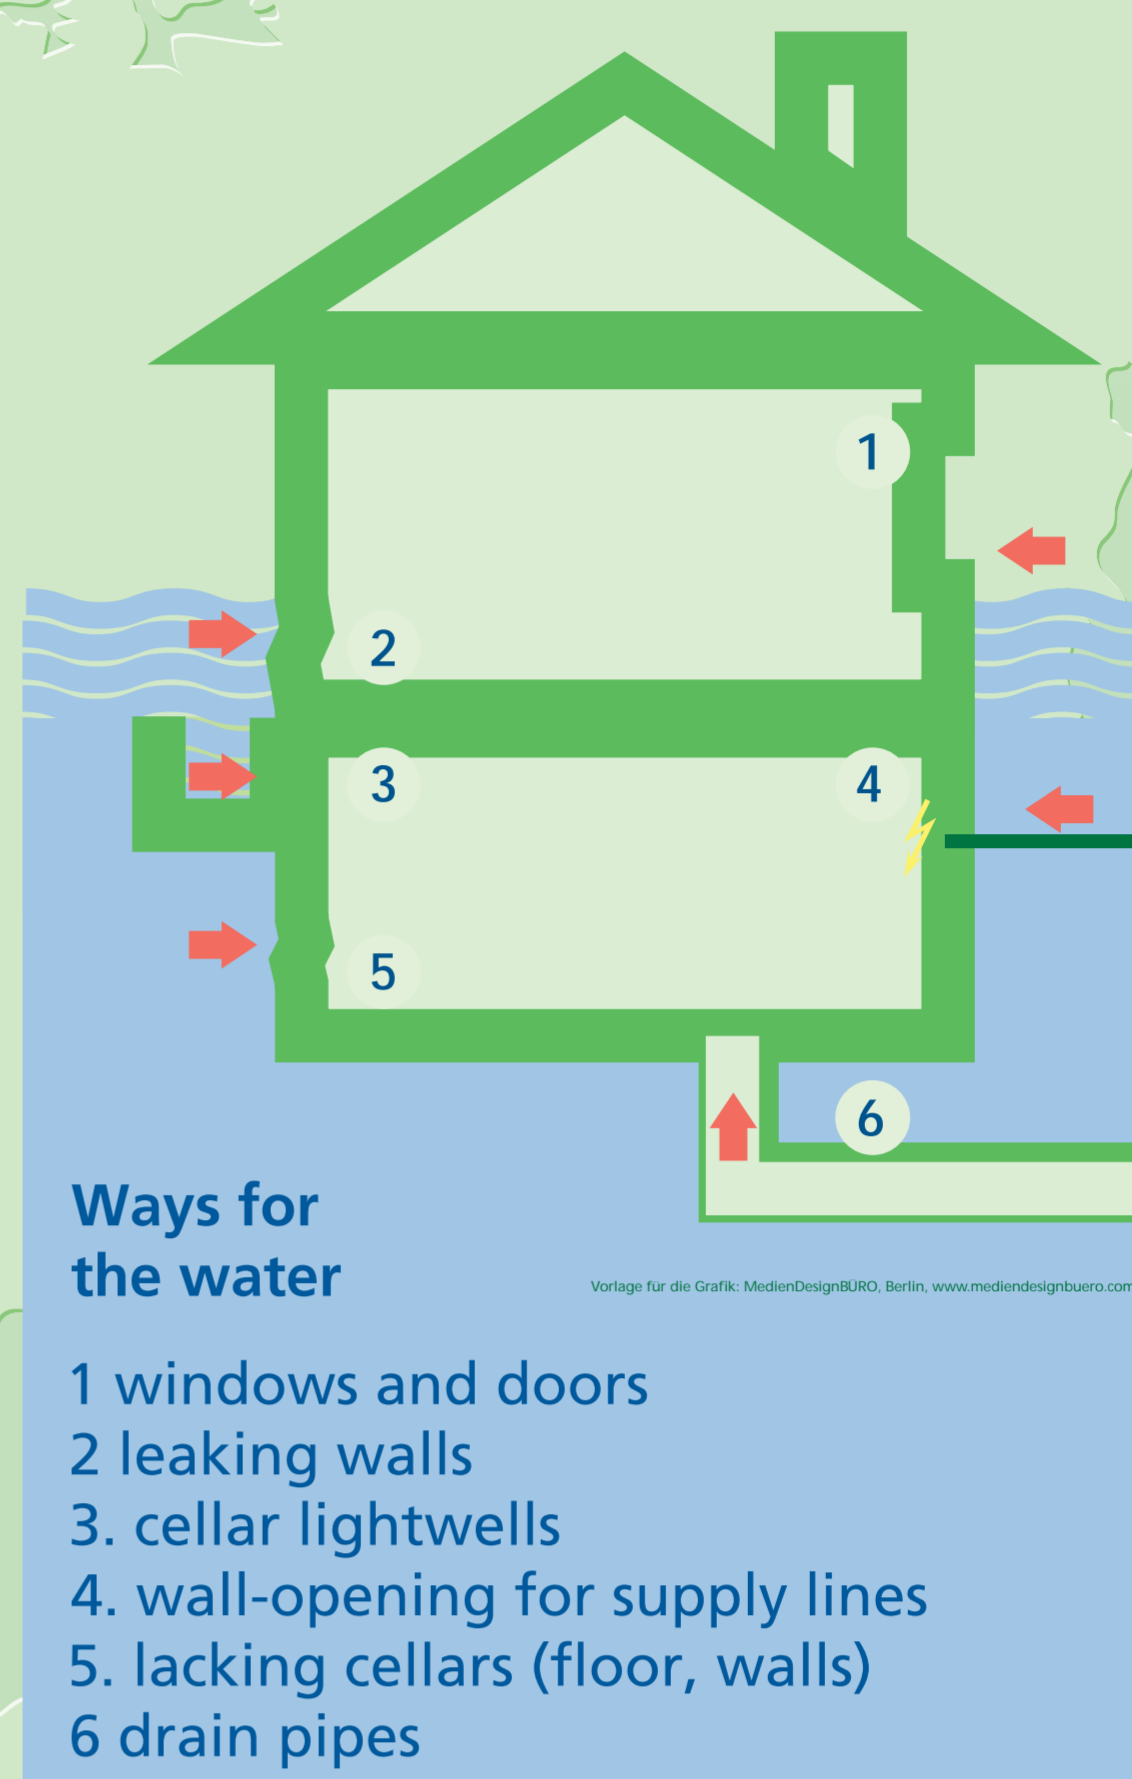 1
2
3
4
5
6
Ways for
the water
Vorlage für die Grafik: MedienDesignBÜRO, Berlin, www.mediendesignbuero.com
1 windows and doors
2 leaking walls
3. cellar lightwells
4. wall-opening for supply lines
5. lacking cellars (floor, walls)
6 drain pipes